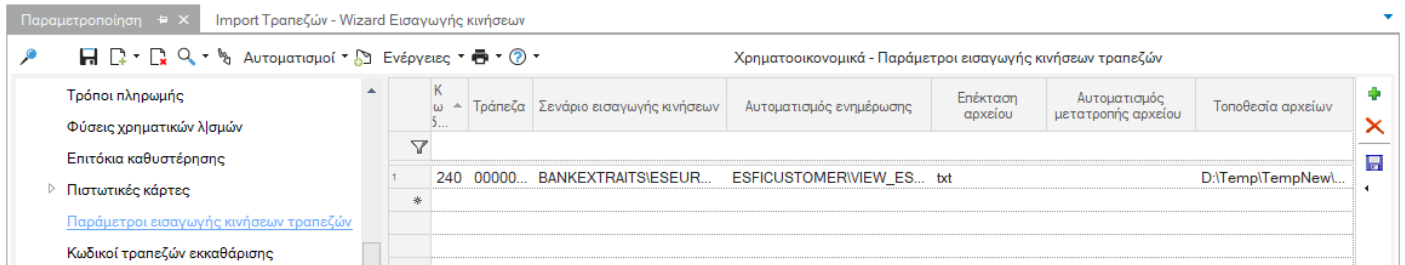 Παραμετροποίηση Import Τραπεζών - Wizard Εισαγωγής κινήσεων
Αυτοματισμοί Ενέργειες Χρηματοοικονομικά - Παράμετροι εισαγωγής κινήσεων τραπεζών
Τρόποι πληρωμής
Φύσεις χρηματικών λ|σμών
Επιτόκια καθυστέρησης
Πιστωτικές κάρτες
Παράμετροι εισαγωγής κινήσεων τραπεζών
Κωδικοί τραπεζών εκκαθάρισης
Κ
ω
δ...
Τράπεζα
Σενάριο εισαγωγής κινήσεων
Αυτοματισμός ενημέρωσης
Επέκταση
αρχείου
Αυτοματισμός
μετατροπής αρχείου
Τοποθεσία αρχείων
1 240 00000... BANKEXTRAITS\ESEUR... ESFICUSTOMER\VIEW_ES... txt D:\Temp\TempNew\...